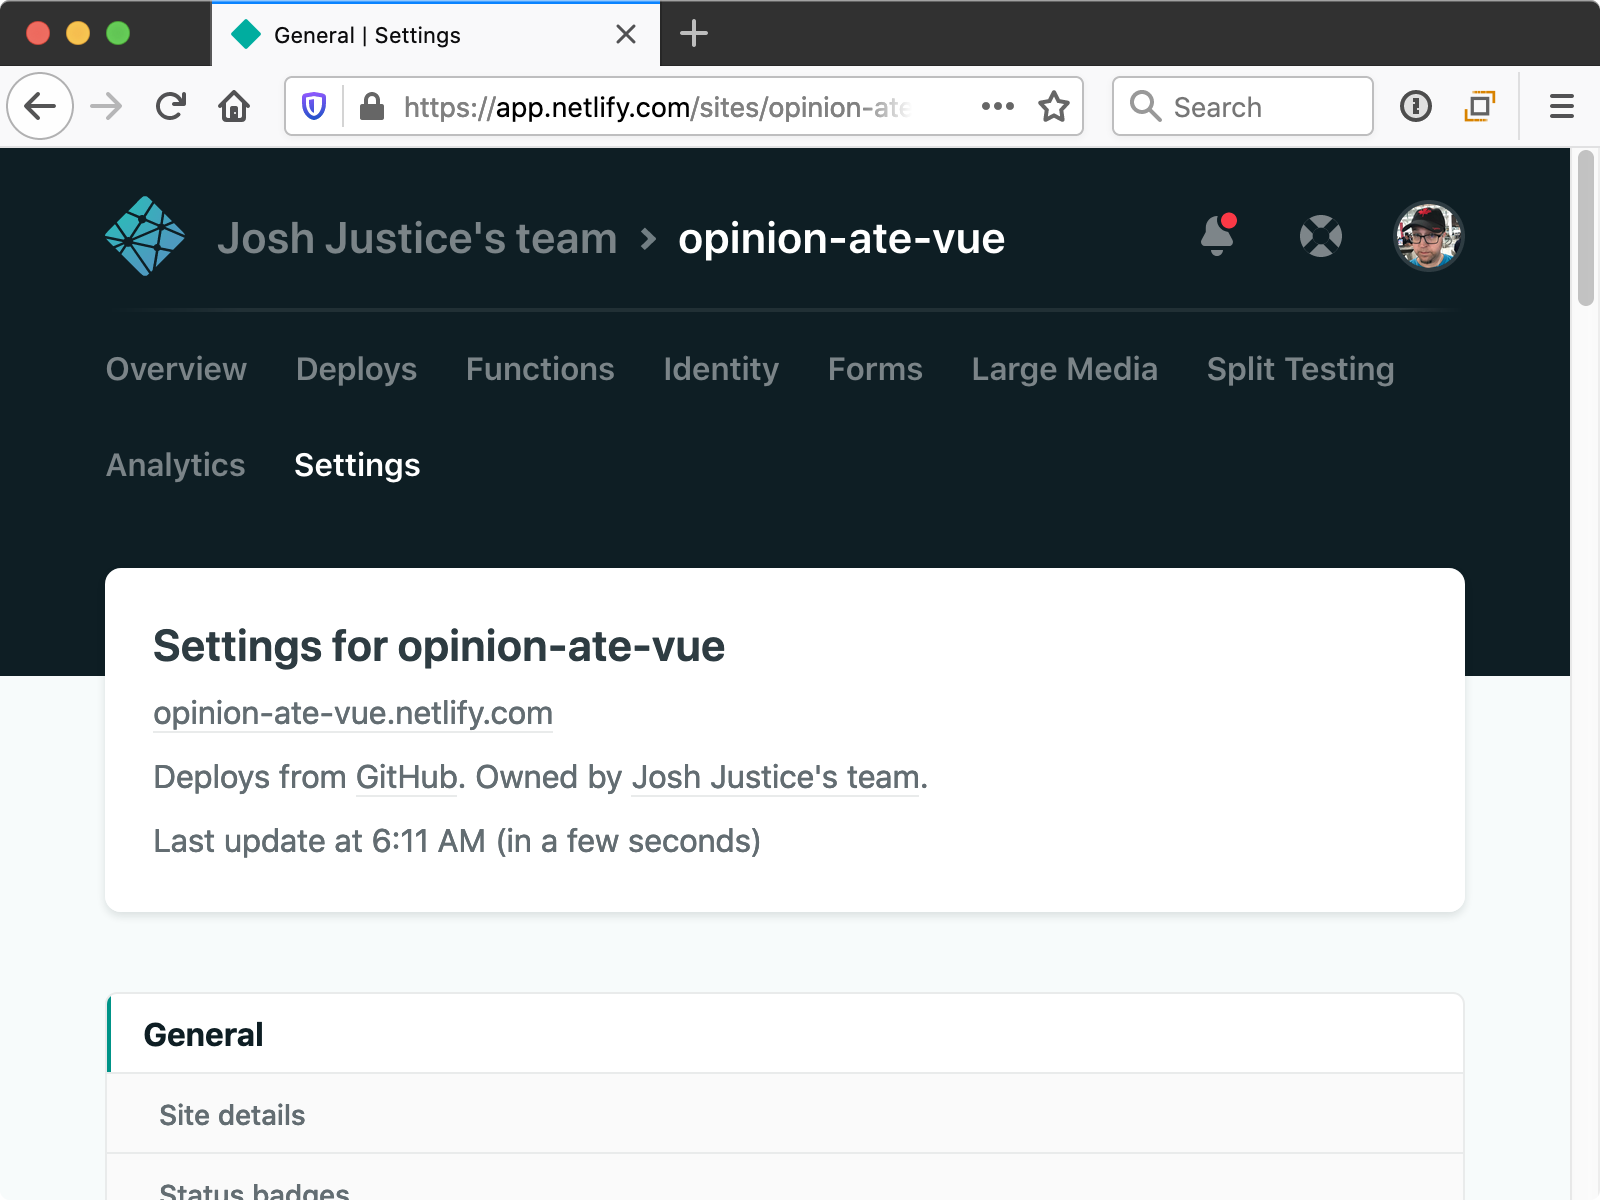 General | Settings
https://app.netlify.com/sites/opinion-ate
Search
Josh Justice's team > opinion-ate-vue
Overview Deploys Functions Identity Forms Large Media Split Testing
Analytics Settings
Settings for opinion-ate-vue
opinion-ate-vue.netlify.com
Deploys from GitHub. Owned by Josh Justice's team.
Last update at 6:11 AM (in a few seconds)
General
Site details
Status badges